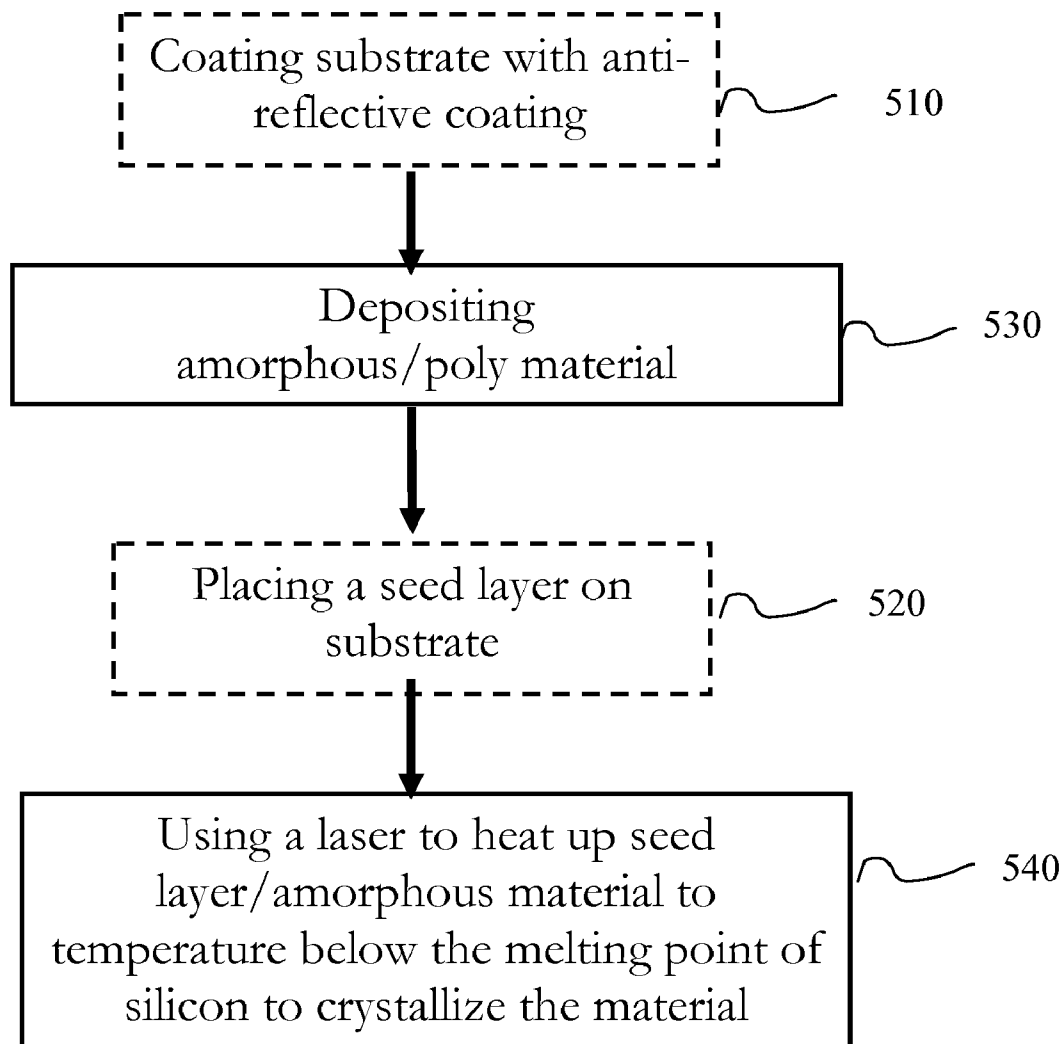 Coating substrate with anti-
reflective coating
510
Depositing
amorphous/poly material
530
Placing a seed layer on
substrate
520
Using a laser to heat up seed
layer/amorphous material to
temperature below the melting point of
silicon to crystallize the material
540